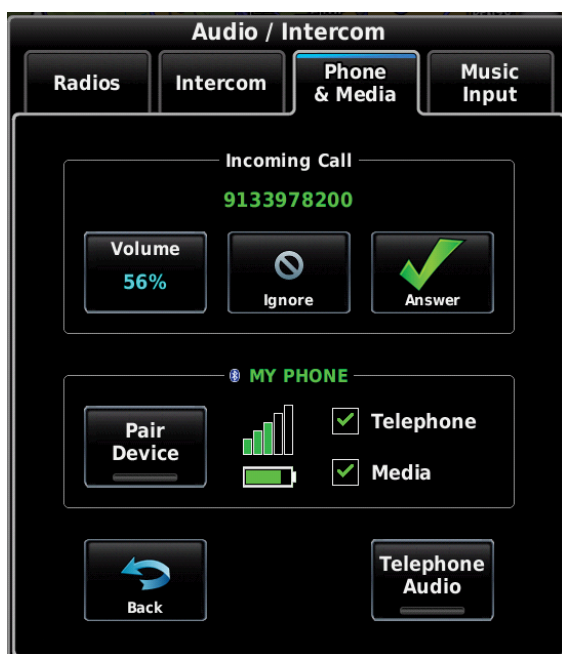 Audio / Intercom
Radios
Intercom
Phone
& Media
Music
Input
Incoming Call
9133978200
Volume
56%
Ignore
Answer
MY PHONE
Pair
Device
Telephone
Media
Back
Telephone
Audio